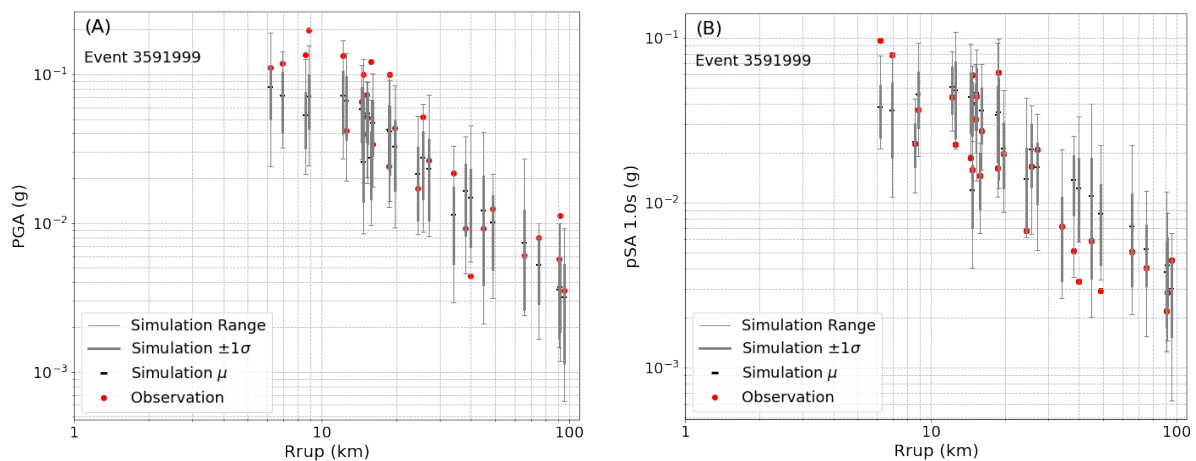 (A)
Event 3591999
10⁻¹
10⁻²
10⁻³
PGA (g)
Simulation Range
Simulation ±1σ
Simulation μ
Observation
1
10
100
Rrup (km)
(B)
Event 3591999
10⁻¹
10⁻²
10⁻³
pSA 1.0s (g)
Simulation Range
Simulation ±1σ
Simulation μ
Observation
1
10
100
Rrup (km)